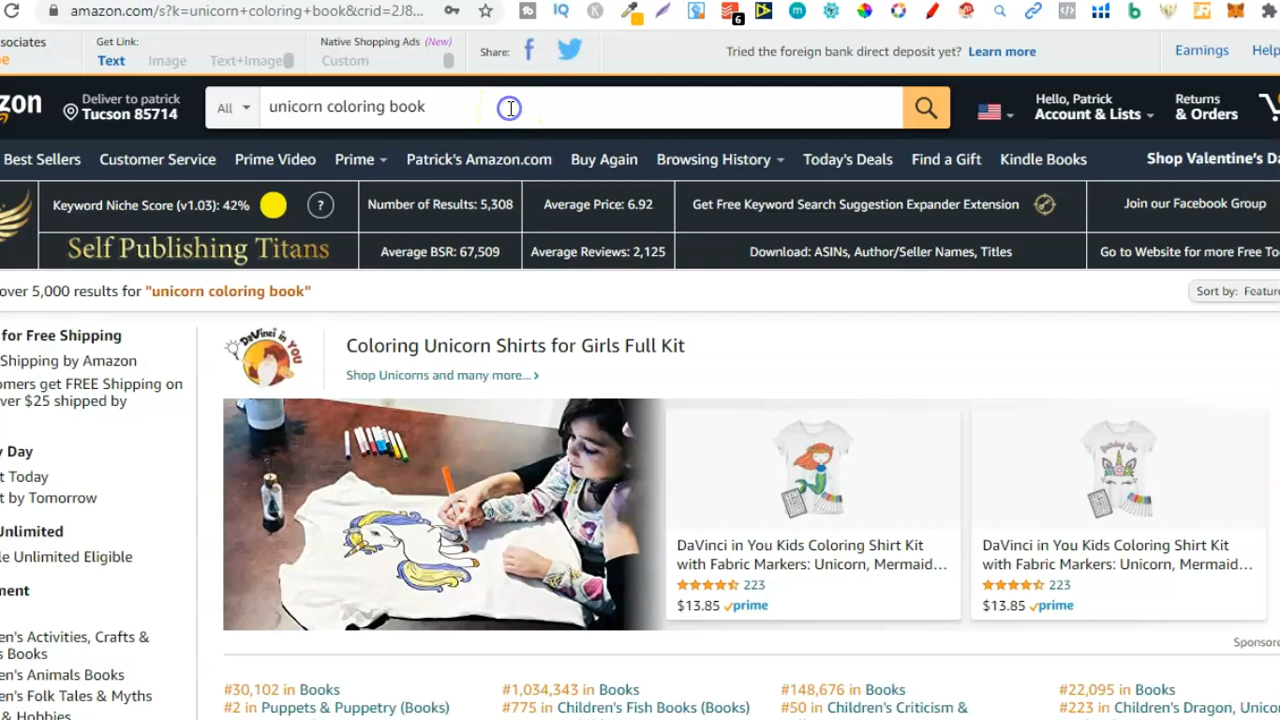 amazon.com/s?k=unicorn+coloring+book&crid=2J8...
6
ssociates
Get Link:
Native Shopping Ads (New)
Text
Image
Text+Image
Custom
Share:
Tried the foreign bank direct deposit yet? Learn more
Earnings
Help
zon
Deliver to patrick
Tucson 85714
All
unicorn coloring book
Hello, Patrick
Account & Lists
Returns
& Orders
Best Sellers
Customer Service
Prime Video
Prime
Patrick's Amazon.com
Buy Again
Browsing History
Today's Deals
Find a Gift
Kindle Books
Shop Valentine's Da
Keyword Niche Score (v1.03): 42%
?
Number of Results: 5,308
Average Price: 6.92
Get Free Keyword Search Suggestion Expander Extension
Join our Facebook Group
Self Publishing Titans
Average BSR: 67,509
Average Reviews: 2,125
Download: ASINs, Author/Seller Names, Titles
Go to Website for more Free To
over 5,000 results for "unicorn coloring book"
Sort by: Featur
for Free Shipping
Shipping by Amazon
omers get FREE Shipping on
ver $25 shipped by
y Day
t Today
t by Tomorrow
Unlimited
le Unlimited Eligible
ment
en's Activities, Crafts &
s Books
en's Animals Books
en's Folk Tales & Myths
& Hobbies
DaVinci in YOU
Coloring Unicorn Shirts for Girls Full Kit
Shop Unicorns and many more... ›
Birthday Girl
DaVinci in You Kids Coloring Shirt Kit
with Fabric Markers: Unicorn, Mermaid...
223
$13.85 prime
DaVinci in You Kids Coloring Shirt Kit
with Fabric Markers: Unicorn, Mermaid...
223
$13.85 prime
Sponsore
#30,102 in Books
#2 in Puppets & Puppetry (Books)
#1,034,343 in Books
#775 in Children's Fish Books (Books)
#148,676 in Books
#50 in Children's Criticism &
#22,095 in Books
#223 in Children's Dragon, Unico